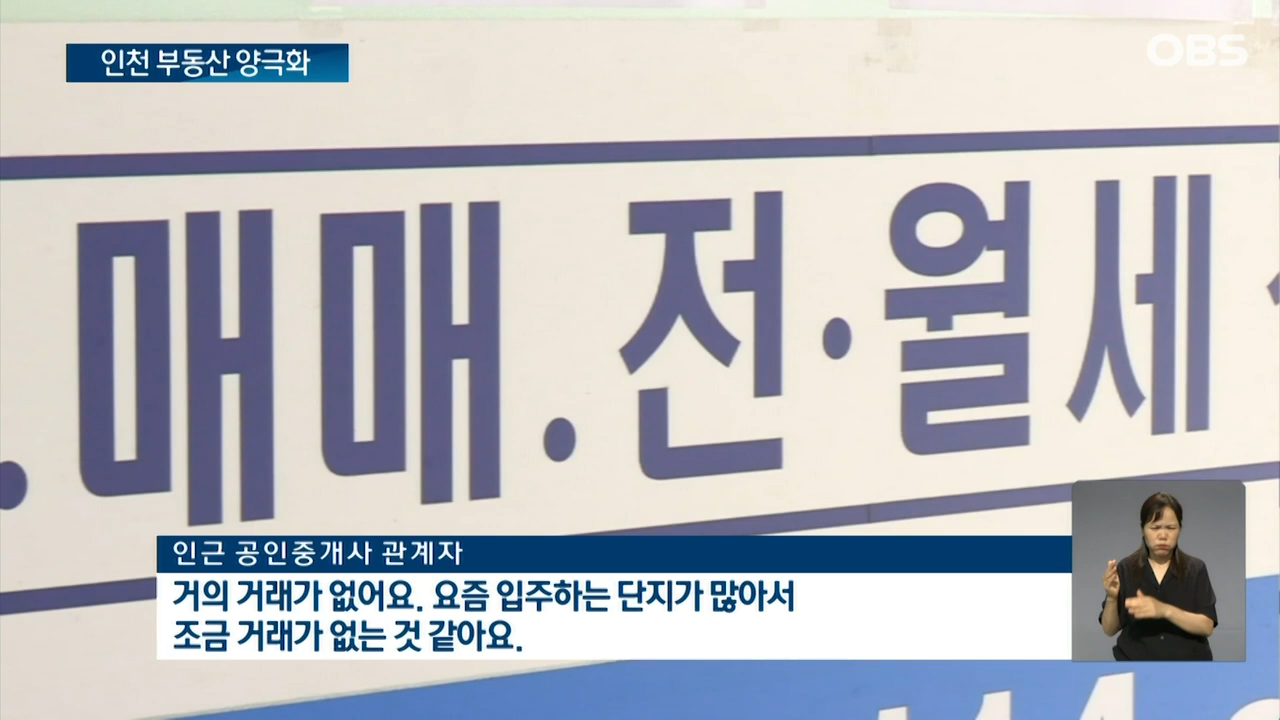 인천 부동산 양극화
OBS
.매매.전·월세
인근 공인중개사 관계자
거의 거래가 없어요. 요즘 입주하는 단지가 많아서
조금 거래가 없는 것 같아요.